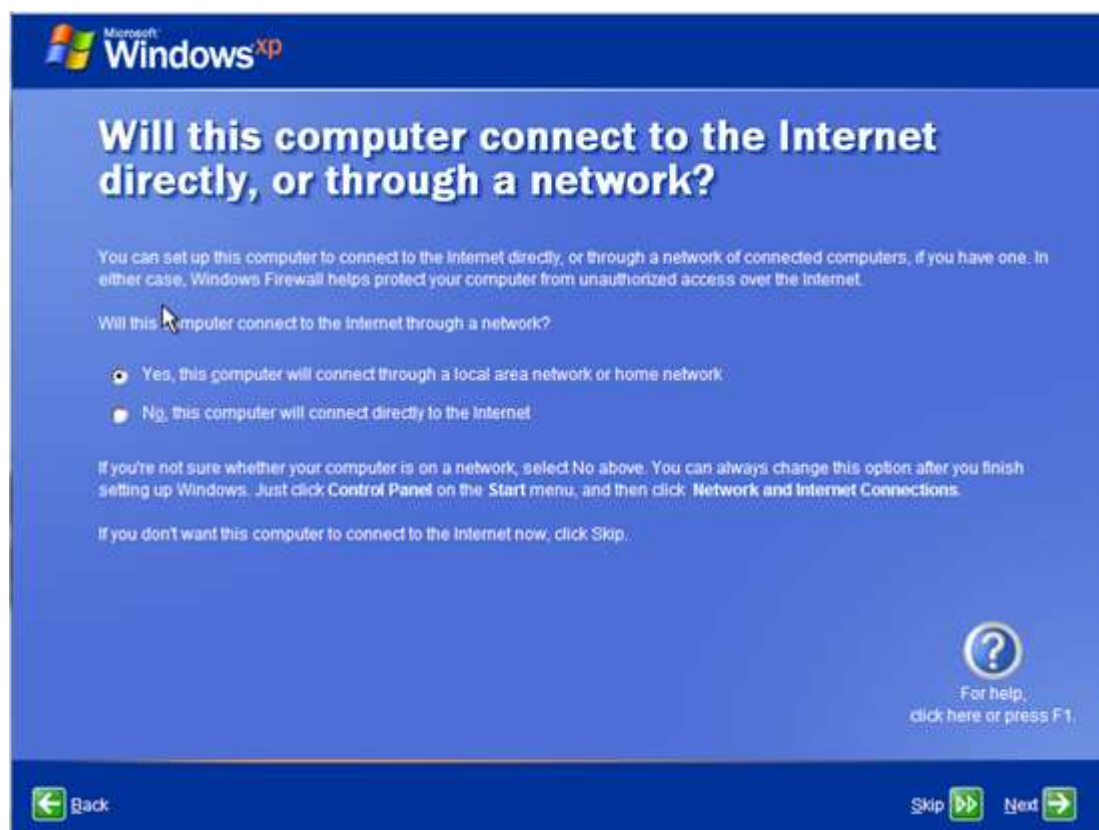 Microsoft
Windows xp
Will this computer connect to the Internet
directly, or through a network?
You can set up this computer to connect to the Internet directly, or through a network of connected computers, if you have one. In
either case, Windows Firewall helps protect your computer from unauthorized access over the Internet.
Will this computer connect to the Internet through a network?
Yes, this computer will connect through a local area network or home network
No, this computer will connect directly to the Internet
If you're not sure whether your computer is on a network, select No above. You can always change this option after you finish
setting up Windows. Just click Control Panel on the Start menu, and then click Network and Internet Connections.
If you don't want this computer to connect to the Internet now, click Skip.
For help,
click here or press F1.
Back
Skip
Next